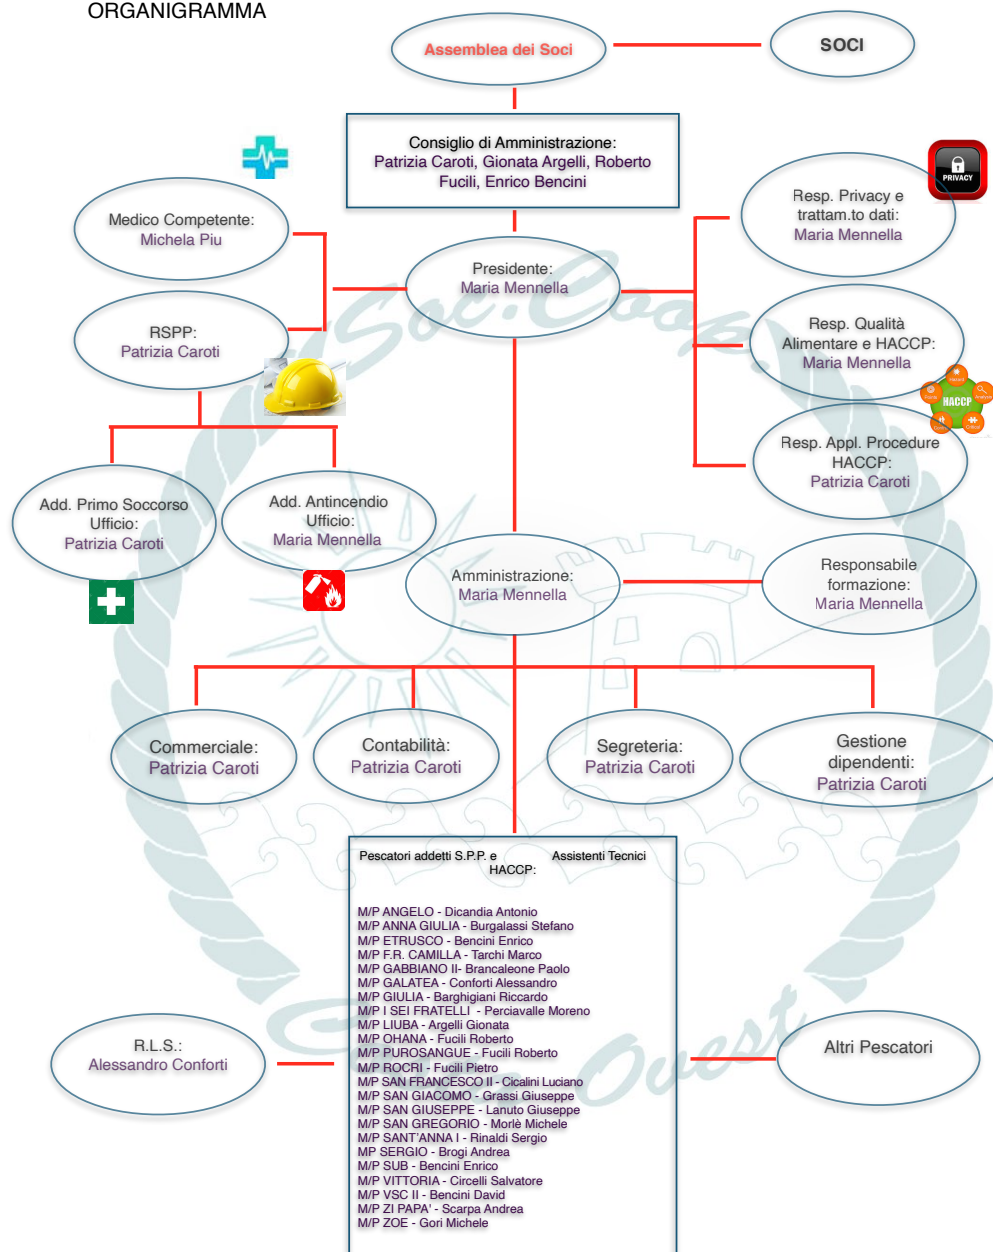 ORGANIGRAMMA
Assemblea dei Soci
SOCI
Consiglio di Amministrazione:
Patrizia Caroti, Gionata Argelli, Roberto
Fucili, Enrico Bencini
PRIVACY
Resp. Privacy e
trattam.to dati:
Maria Mennella
Medico Competente:
Michela Piu
Presidente:
Maria Mennella
RSPP:
Patrizia Caroti
Resp. Qualità
Alimentare e HACCP:
Maria Mennella
HACCP
Resp. Appl. Procedure
HACCP:
Patrizia Caroti
Add. Primo Soccorso
Ufficio:
Patrizia Caroti
Add. Antincendio
Ufficio:
Maria Mennella
Amministrazione:
Maria Mennella
Responsabile
formazione:
Maria Mennella
Commerciale:
Patrizia Caroti
Contabilità:
Patrizia Caroti
Segreteria:
Patrizia Caroti
Gestione
dipendenti:
Patrizia Caroti
Pescatori addetti S.P.P. e Assistenti Tecnici
HACCP:
M/P ANGELO - Dicandia Antonio
M/P ANNA GIULIA - Burgalassi Stefano
M/P ETRUSCO - Bencini Enrico
M/P F.R. CAMILLA - Tarchi Marco
M/P GABBIANO II- Brancaleone Paolo
M/P GALATEA - Conforti Alessandro
M/P GIULIA - Barghigiani Riccardo
M/P I SEI FRATELLI - Perciavalle Moreno
M/P LIUBA - Argelli Gionata
M/P OHANA - Fucili Roberto
M/P PUROSANGUE - Fucili Roberto
M/P ROCRI - Fucili Pietro
M/P SAN FRANCESCO II - Cicalini Luciano
M/P SAN GIACOMO - Grassi Giuseppe
M/P SAN GIUSEPPE - Lanuto Giuseppe
M/P SAN GREGORIO - Morlè Michele
M/P SANT'ANNA I - Rinaldi Sergio
MP SERGIO - Brogi Andrea
M/P SUB - Bencini Enrico
M/P VITTORIA - Circelli Salvatore
M/P VSC II - Bencini David
M/P ZI PAPA' - Scarpa Andrea
M/P ZOE - Gori Michele
R.L.S.:
Alessandro Conforti
Altri Pescatori
Soc. Coop.
Ovest